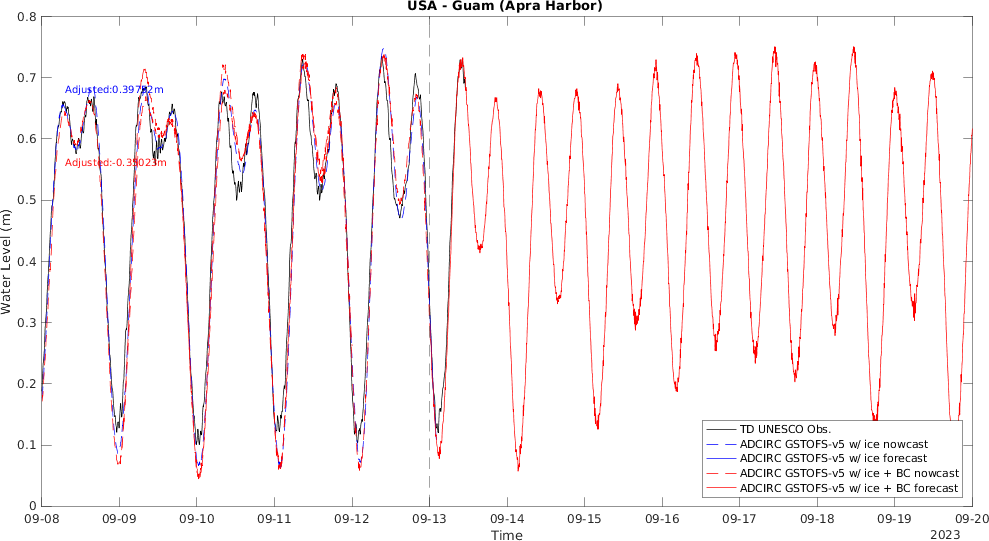 USA - Guam (Apra Harbor)
0.8
0.7
0.6
0.5
0.4
0.3
0.2
0.1
0
Water Level (m)
Adjusted:0.39752m
Adjusted:-0.35023m
TD UNESCO Obs.
ADCIRC GSTOFS-v5 w/ ice nowcast
ADCIRC GSTOFS-v5 w/ ice forecast
ADCIRC GSTOFS-v5 w/ ice + BC nowcast
ADCIRC GSTOFS-v5 w/ ice + BC forecast
09-08 09-09 09-10 09-11 09-12 09-13 09-14 09-15 09-16 09-17 09-18 09-19 09-20
Time
2023